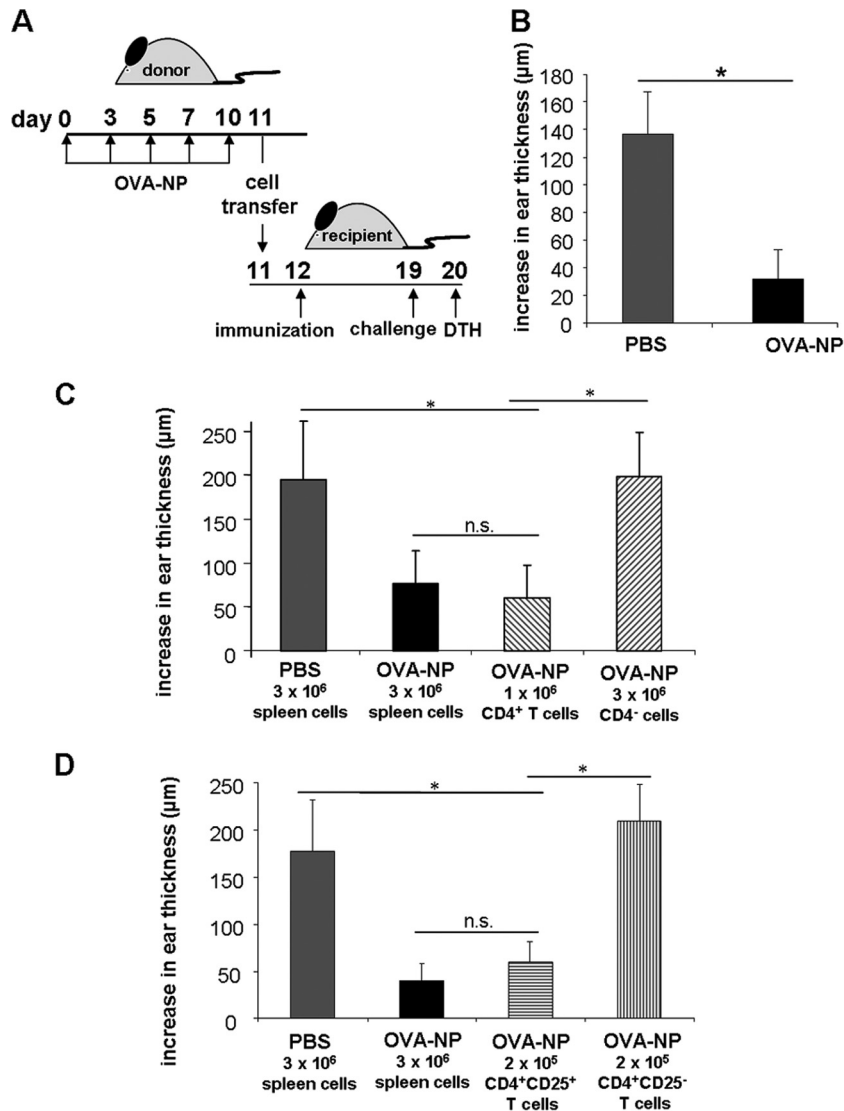 A
donor
day 0 3 5 7 10 11
OVA-NP
cell
transfer
recipient
11 12 19 20
immunization challenge DTH
B
increase in ear thickness (µm)
*
180
160
140
120
100
80
60
40
20
0
PBS OVA-NP
C
increase in ear thickness (µm)
* *
n.s.
250
200
150
100
50
0
PBS OVA-NP OVA-NP OVA-NP
3 x 10⁶ 3 x 10⁶ 1 x 10⁶ 3 x 10⁶
spleen cells spleen cells CD4⁺ T cells CD4⁻ cells
D
increase in ear thickness (µm)
* *
n.s.
250
200
150
100
50
0
PBS OVA-NP OVA-NP OVA-NP
3 x 10⁶ 3 x 10⁶ 2 x 10⁵ 2 x 10⁵
spleen cells spleen cells CD4⁺CD25⁺ CD4⁺CD25⁻
T cells T cells